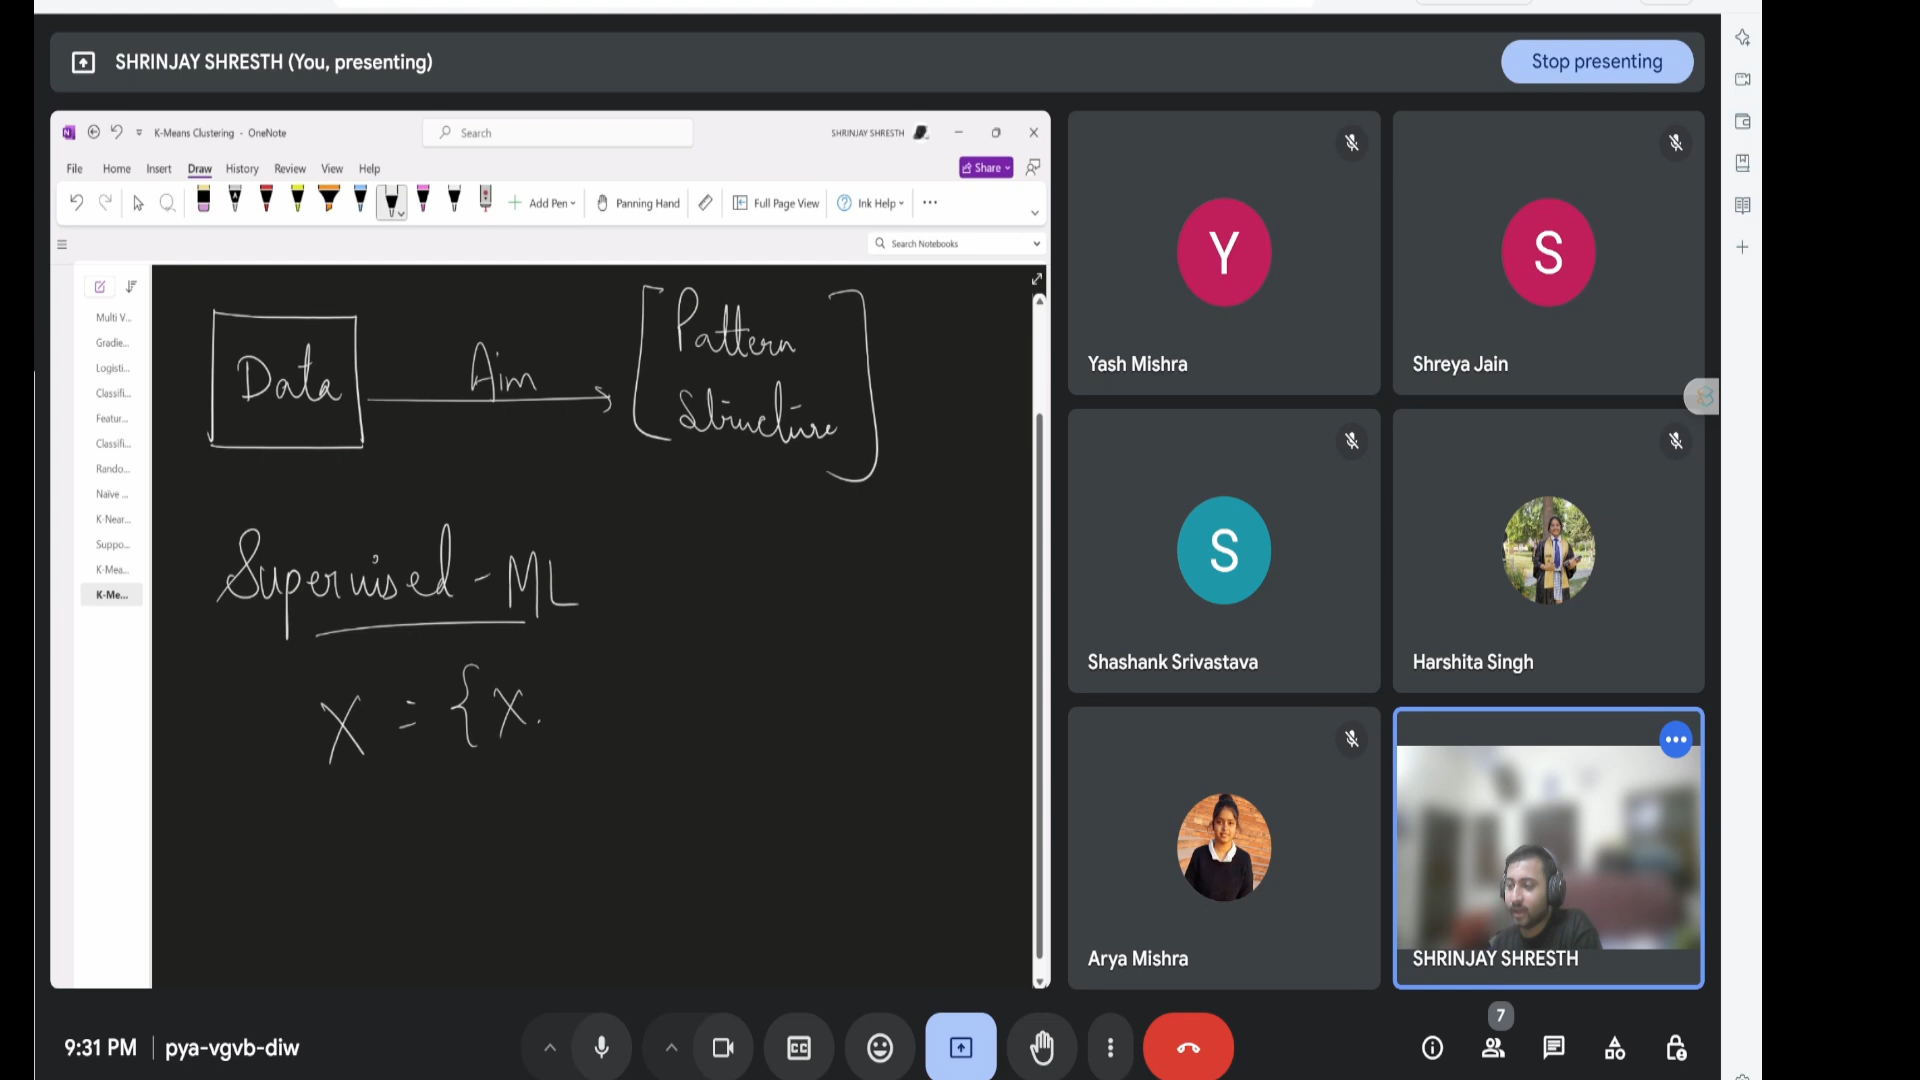 SHRINJAY SHRESTH (You, presenting)
Stop presenting
K-Means Clustering - OneNote
Search
SHRINJAY SHRESTH
File Home Insert Draw History Review View Help
Share
Add Pen
Panning Hand
Full Page View
Ink Help
Search Notebooks
Multi V...
Gradie...
Logisti...
Classifi...
Featur...
Classifi...
Rando...
Naive ...
K-Near...
Suppo...
K-Mea...
K-Me...
Data
Aim
Pattern
Structure
Supervised - ML
X = {x.
Y
Yash Mishra
S
Shreya Jain
S
Shashank Srivastava
Harshita Singh
Arya Mishra
SHRINJAY SHRESTH
9:31 PM | pya-vgvb-diw
CC
7